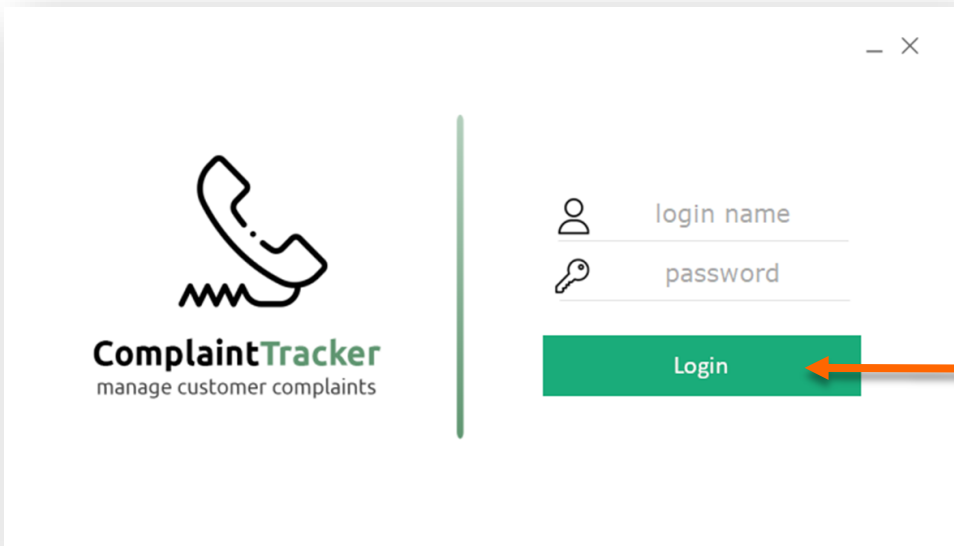 ComplaintTracker
manage customer complaints
login name
password
Login